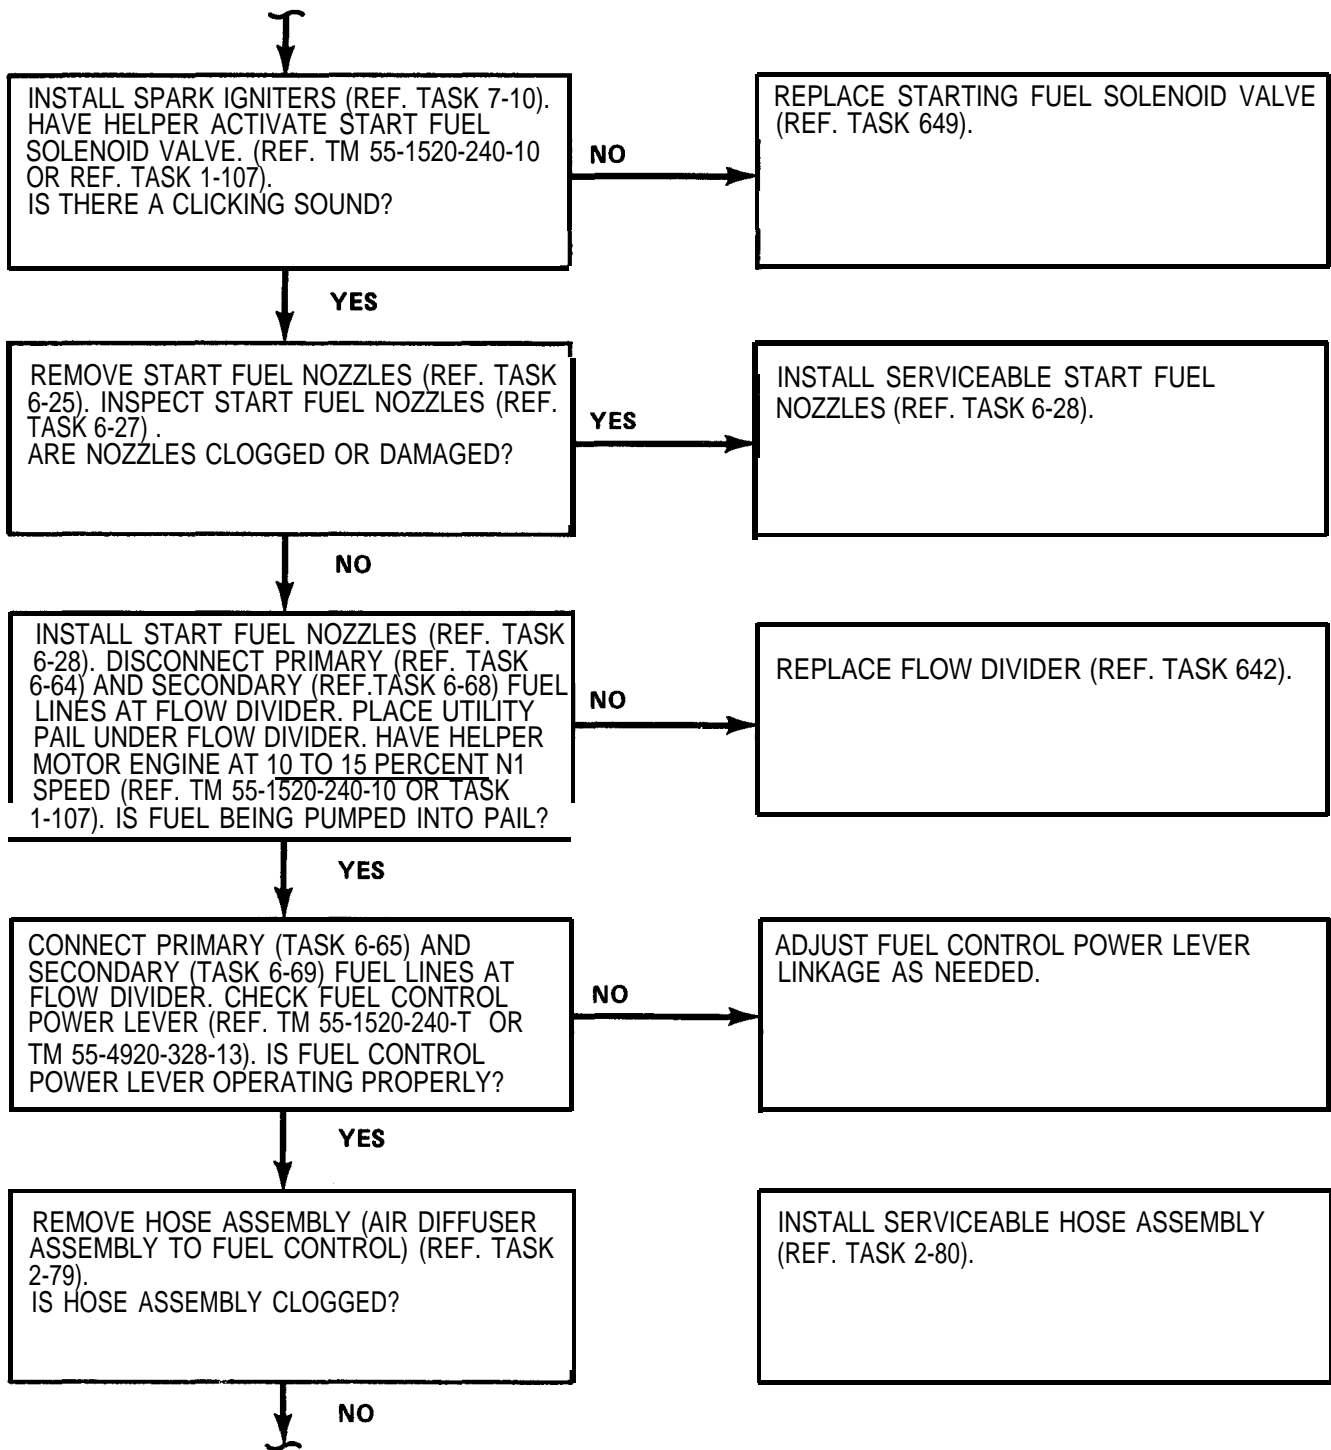 INSTALL SPARK IGNITERS (REF. TASK 7-10).
HAVE HELPER ACTIVATE START FUEL
SOLENOID VALVE. (REF. TM 55-1520-240-10
OR REF. TASK 1-107).
IS THERE A CLICKING SOUND?
NO
REPLACE STARTING FUEL SOLENOID VALVE
(REF. TASK 649).
YES
REMOVE START FUEL NOZZLES (REF. TASK
6-25). INSPECT START FUEL NOZZLES (REF.
TASK 6-27) .
ARE NOZZLES CLOGGED OR DAMAGED?
YES
INSTALL SERVICEABLE START FUEL
NOZZLES (REF. TASK 6-28).
NO
INSTALL START FUEL NOZZLES (REF. TASK
6-28). DISCONNECT PRIMARY (REF. TASK
6-64) AND SECONDARY (REF.TASK 6-68) FUEL
LINES AT FLOW DIVIDER. PLACE UTILITY
PAIL UNDER FLOW DIVIDER. HAVE HELPER
MOTOR ENGINE AT 10 TO 15 PERCENT N1
SPEED (REF. TM 55-1520-240-10 OR TASK
1-107). IS FUEL BEING PUMPED INTO PAIL?
NO
REPLACE FLOW DIVIDER (REF. TASK 642).
YES
CONNECT PRIMARY (TASK 6-65) AND
SECONDARY (TASK 6-69) FUEL LINES AT
FLOW DIVIDER. CHECK FUEL CONTROL
POWER LEVER (REF. TM 55-1520-240-T OR
TM 55-4920-328-13). IS FUEL CONTROL
POWER LEVER OPERATING PROPERLY?
NO
ADJUST FUEL CONTROL POWER LEVER
LINKAGE AS NEEDED.
YES
REMOVE HOSE ASSEMBLY (AIR DIFFUSER
ASSEMBLY TO FUEL CONTROL) (REF. TASK
2-79).
IS HOSE ASSEMBLY CLOGGED?
INSTALL SERVICEABLE HOSE ASSEMBLY
(REF. TASK 2-80).
NO